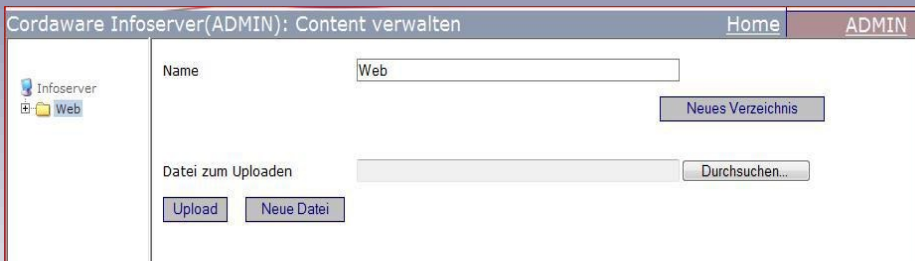 Cordaware Infoserver(ADMIN): Content verwalten Home ADMIN
Infoserver
Web
Name Web
Neues Verzeichnis
Datei zum Uploaden Durchsuchen...
Upload Neue Datei